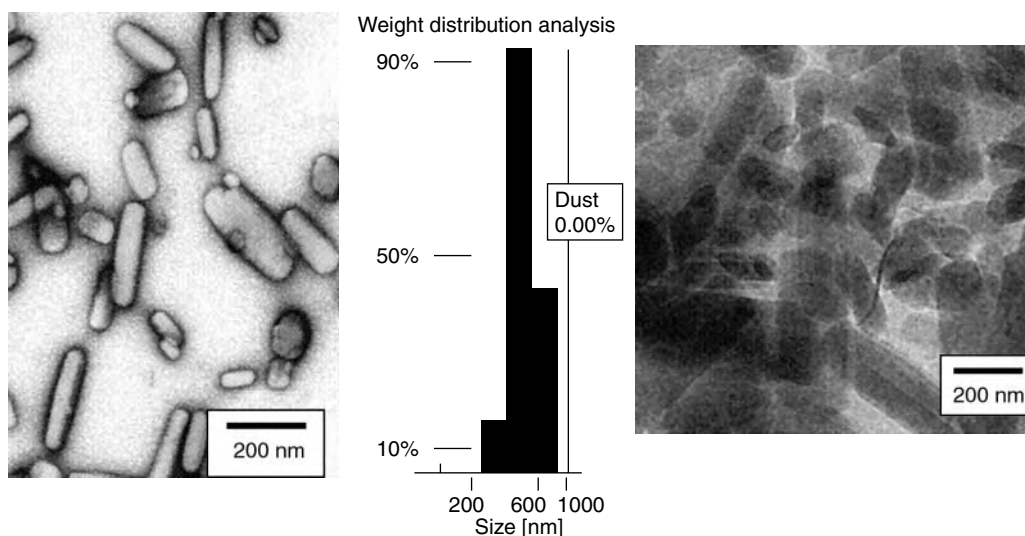 Weight distribution analysis
90%
Dust
0.00%
50%
10%
200 nm
200 nm
200 600 1000
Size [nm]